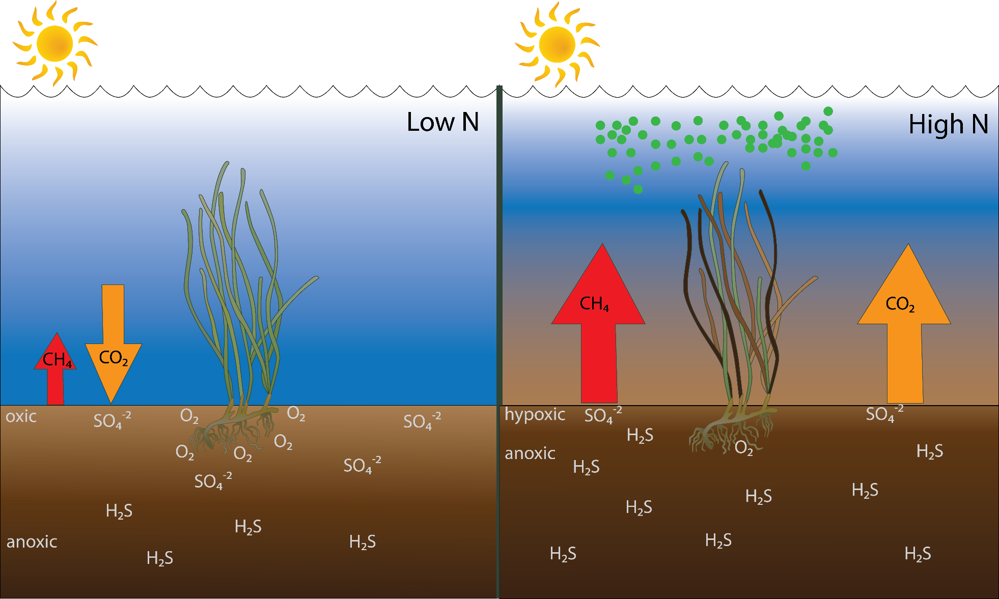 Low N
CH₄
CO₂
oxic
SO₄⁻²
O₂
O₂
SO₄⁻²
O₂
O₂
O₂
SO₄⁻²
SO₄⁻²
H₂S
H₂S
H₂S
anoxic
H₂S
High N
CH₄
CO₂
hypoxic
SO₄⁻²
SO₄⁻²
H₂S
O₂
anoxic
H₂S
H₂S
H₂S
H₂S
H₂S
H₂S
H₂S
H₂S